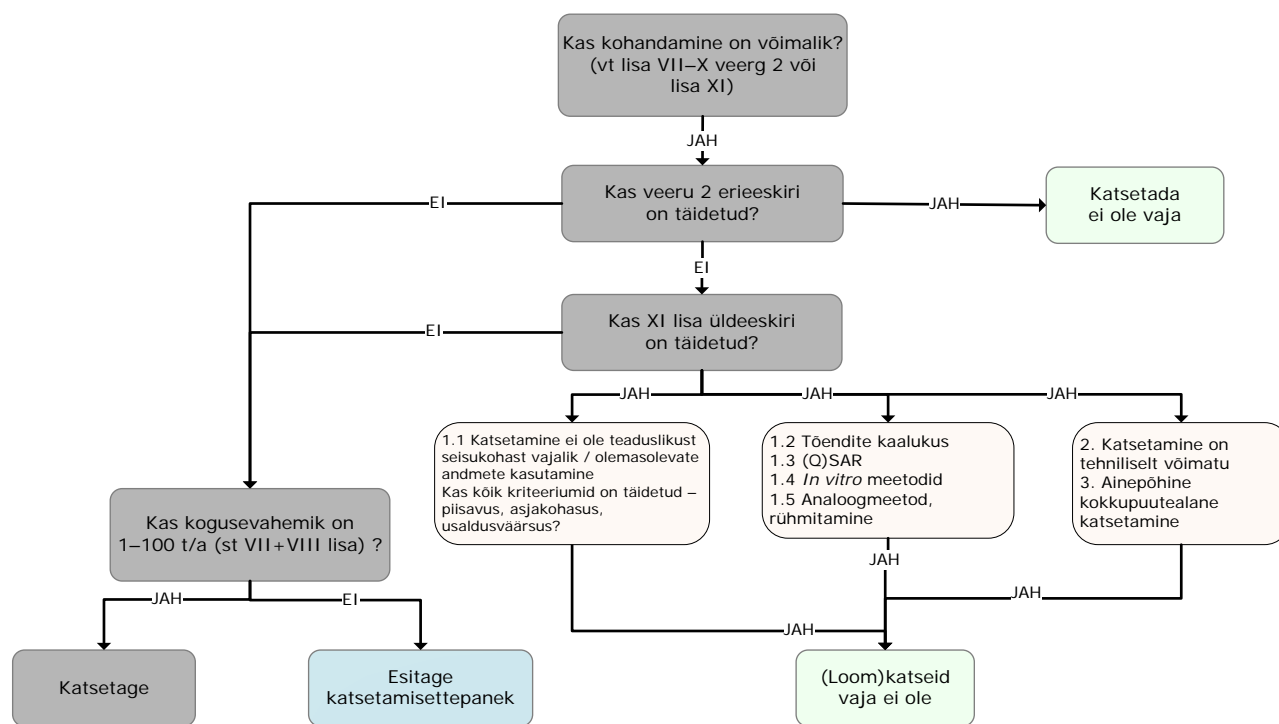 Kas kohandamine on võimalik?
(vt lisa VII–X veerg 2 või
lisa XI)
JAH
Kas veeru 2 erieeskiri
on täidetud?
EI
JAH
Katsetada
ei ole vaja
EI
Kas XI lisa üldeeskiri
on täidetud?
EI
JAH
JAH
JAH
1.1 Katsetamine ei ole teaduslikust
seisukohast vajalik / olemasolevate
andmete kasutamine
Kas kõik kriteeriumid on täidetud –
piisavus, asjakohasus,
usaldusväärsus?
1.2 Tõendite kaalukus
1.3 (Q)SAR
1.4 In vitro meetodid
1.5 Analoogmeetod,
rühmitamine
2. Katsetamine on
tehniliselt võimatu
3. Ainepõhine
kokkupuutealane
katsetamine
Kas kogusevahemik on
1–100 t/a (st VII+VIII lisa) ?
JAH
EI
JAH
JAH
JAH
Katsetage
Esitage
katsetamisettepanek
(Loom)katseid
vaja ei ole